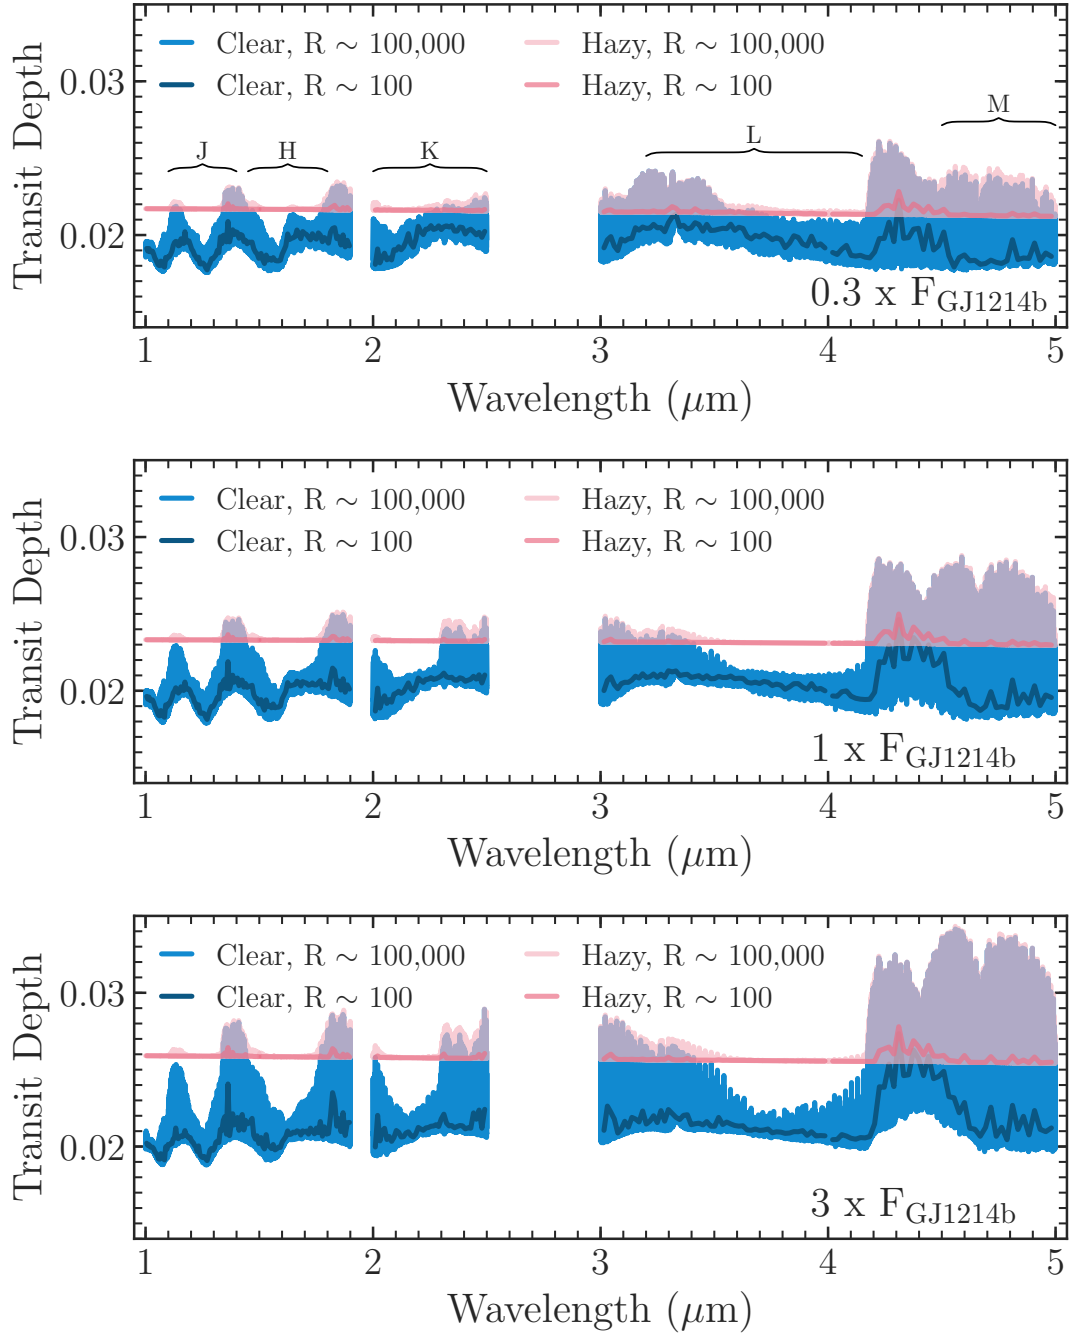 Clear, R ∼ 100,000
Hazy, R ∼ 100,000
Clear, R ∼ 100
Hazy, R ∼ 100
J
H
K
L
M
0.03
0.02
Transit Depth
0.3 x F_GJ1214b
1 2 3 4 5
Wavelength (μm)
Clear, R ∼ 100,000
Hazy, R ∼ 100,000
Clear, R ∼ 100
Hazy, R ∼ 100
0.03
0.02
Transit Depth
1 x F_GJ1214b
1 2 3 4 5
Wavelength (μm)
Clear, R ∼ 100,000
Hazy, R ∼ 100,000
Clear, R ∼ 100
Hazy, R ∼ 100
0.03
0.02
Transit Depth
3 x F_GJ1214b
1 2 3 4 5
Wavelength (μm)